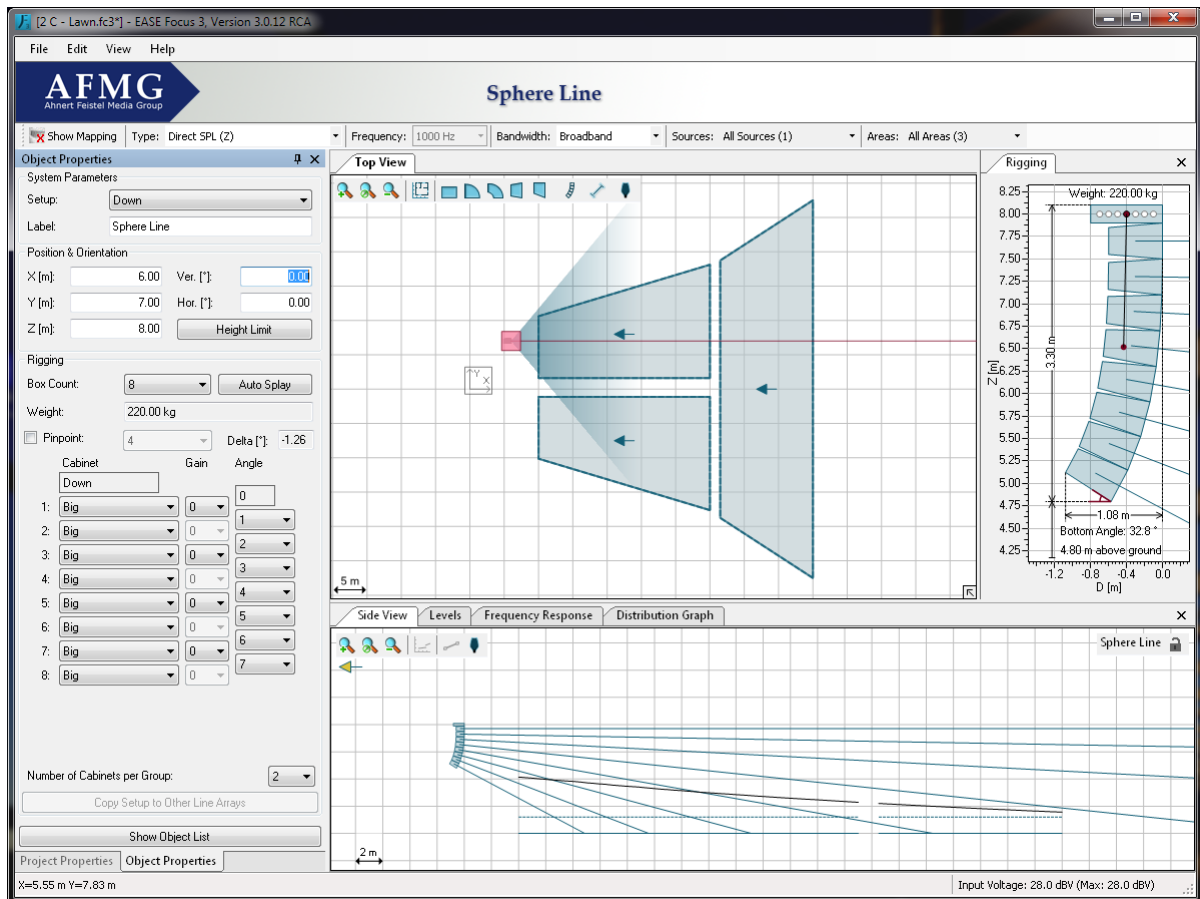 [2 C - Lawn.fc3*] - EASE Focus 3, Version 3.0.12 RCA
File Edit View Help
AFMG
Ahnert Feistel Media Group
Sphere Line
Show Mapping Type: Direct SPL (Z) Frequency: 1000 Hz Bandwidth: Broadband Sources: All Sources (1) Areas: All Areas (3)
Object Properties
System Parameters
Setup: Down
Label: Sphere Line
Position & Orientation
X [m]: 6.00 Ver. [°]: 0.00
Y [m]: 7.00 Hor. [°]: 0.00
Z [m]: 8.00 Height Limit
Rigging
Box Count: 8 Auto Splay
Weight: 220.00 kg
Pinpoint: 4 Delta [°]: -1.26
Cabinet Gain Angle
Down
0
1: Big 0
1
2: Big 0
2
3: Big 0
3
4: Big 0
4
5: Big 0
5
6: Big 0
6
7: Big 0
7
8: Big 0
Number of Cabinets per Group: 2
Copy Setup to Other Line Arrays
Show Object List
Project Properties Object Properties
Top View
Y
X
5 m
Rigging
Weight: 220.00 kg
8.25
8.00
7.75
7.50
7.25
7.00
6.75
6.50
6.25
6.00
5.75
5.50
5.25
5.00
4.75
4.50
4.25
Z [m]
3.30 m
1.08 m
Bottom Angle: 32.8 °
4.80 m above ground
-1.2 -0.8 -0.4 0.0
D [m]
Side View Levels Frequency Response Distribution Graph
Sphere Line
2 m
X=5.55 m Y=7.83 m
Input Voltage: 28.0 dBV (Max: 28.0 dBV)